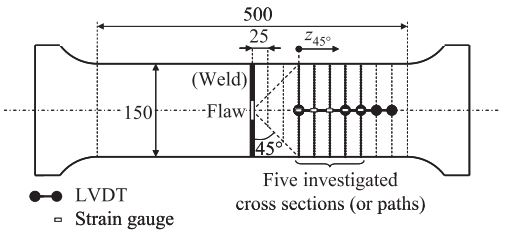 500
25
z45°
(Weld)
150
Flaw
45°
Five investigated
cross sections (or paths)
LVDT
Strain gauge